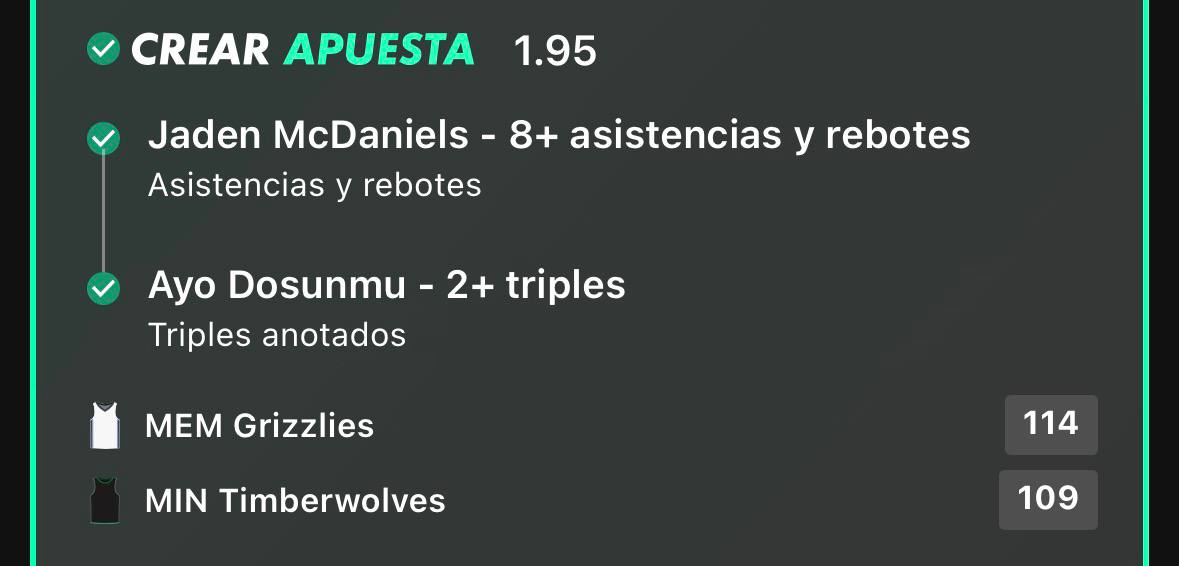 CREAR APUESTA 1.95
Jaden McDaniels - 8+ asistencias y rebotes
Asistencias y rebotes
Ayo Dosunmu - 2+ triples
Triples anotados
MEM Grizzlies 114
MIN Timberwolves 109